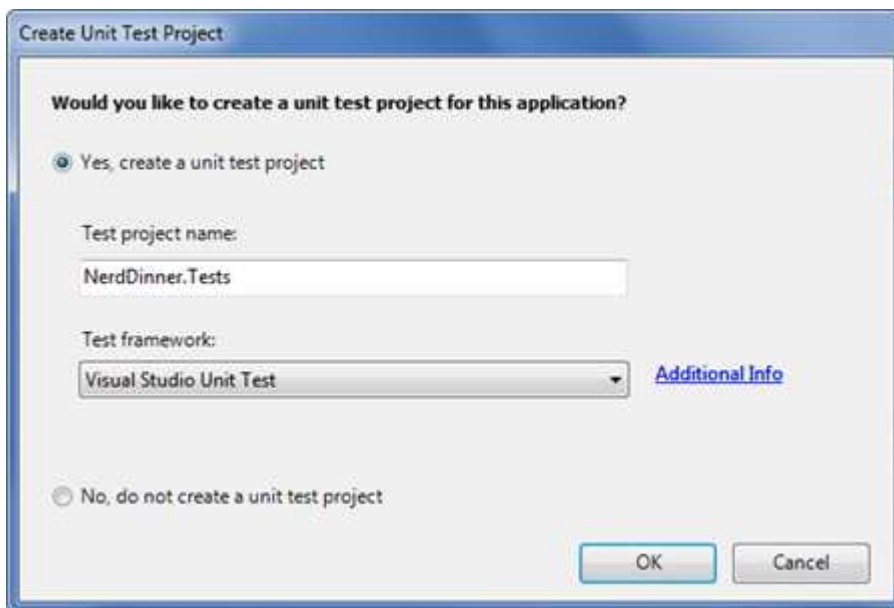 Create Unit Test Project
Would you like to create a unit test project for this application?
Yes, create a unit test project
Test project name:
NerdDinner.Tests
Test framework:
Visual Studio Unit Test
Additional Info
No, do not create a unit test project
OK
Cancel